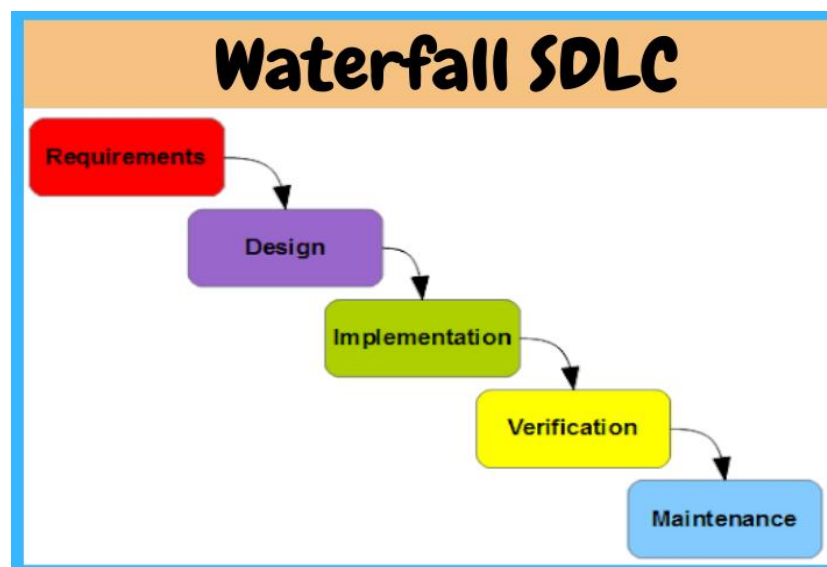 Waterfall SDLC
Requirements
Design
Implementation
Verification
Maintenance